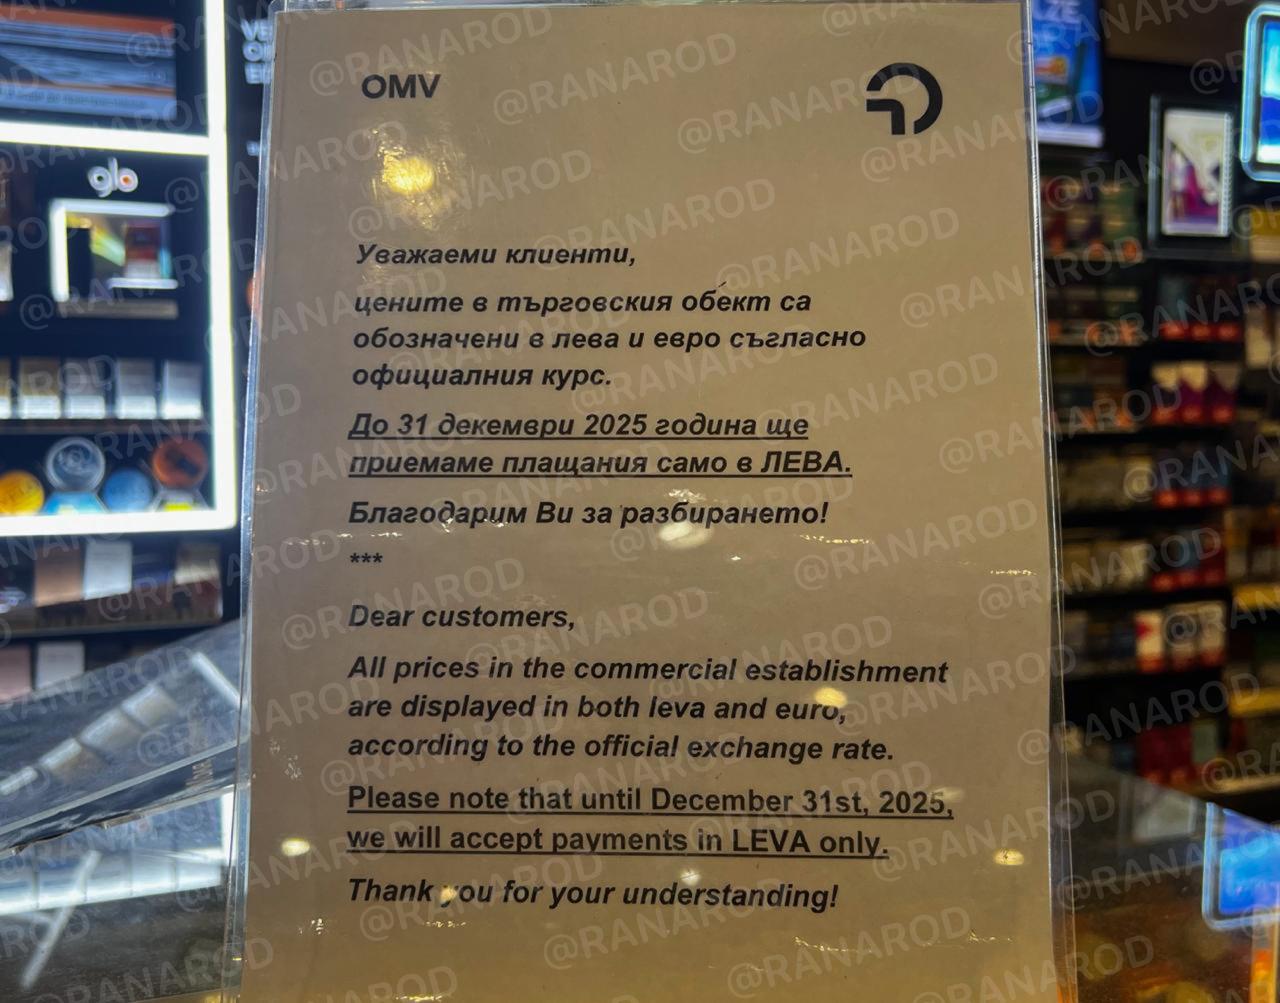 OMV
Уважаеми клиенти,
цените в търговския обект са
обозначени в лева и евро съгласно
официалния курс.
До 31 декември 2025 година ще
приемаме плащания само в ЛЕВА.
Благодарим Ви за разбирането!
***
Dear customers,
All prices in the commercial establishment
are displayed in both leva and euro,
according to the official exchange rate.
Please note that until December 31st, 2025,
we will accept payments in LEVA only.
Thank you for your understanding!
glo
@RANAROD